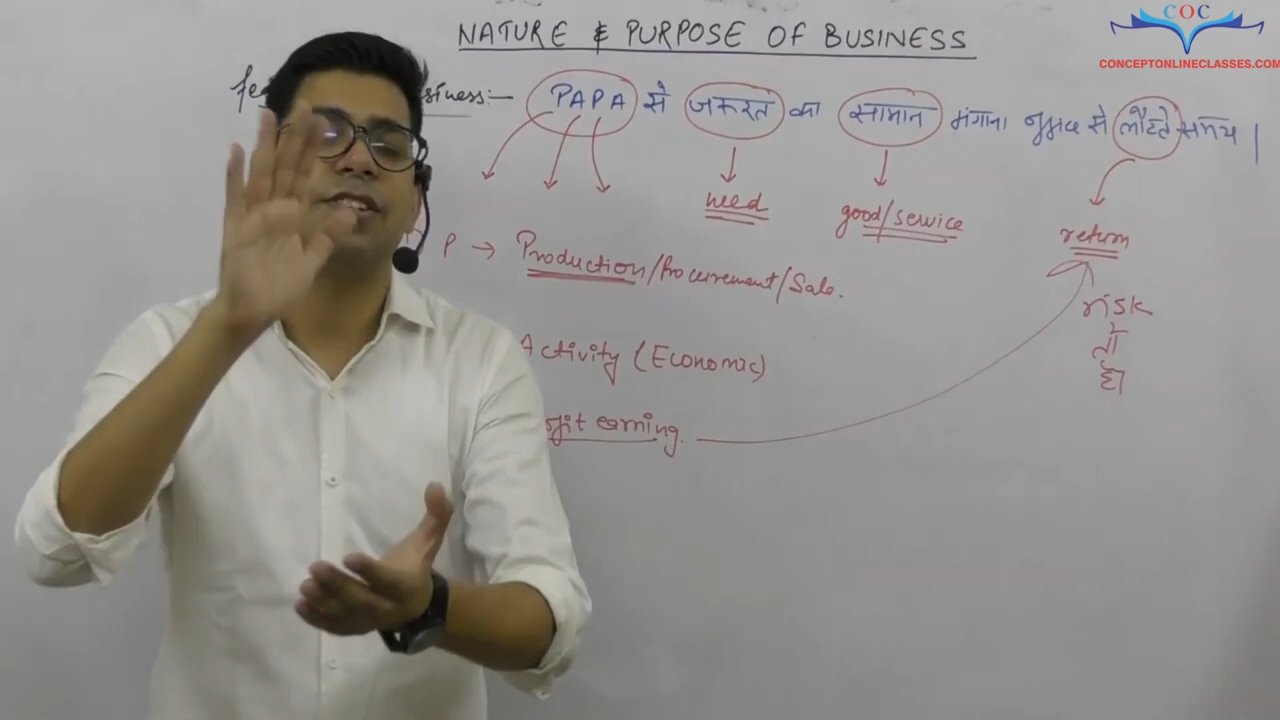 COC
CONCEPTONLINECLASSES.COM
NATURE & PURPOSE OF BUSINESS
PAPA से जरूरत का सामान मंगाना लौटते समय |
need
good/service
return
P → Production/Procurement/Sale.
risk
तो
है
Activity (Economic)
earning